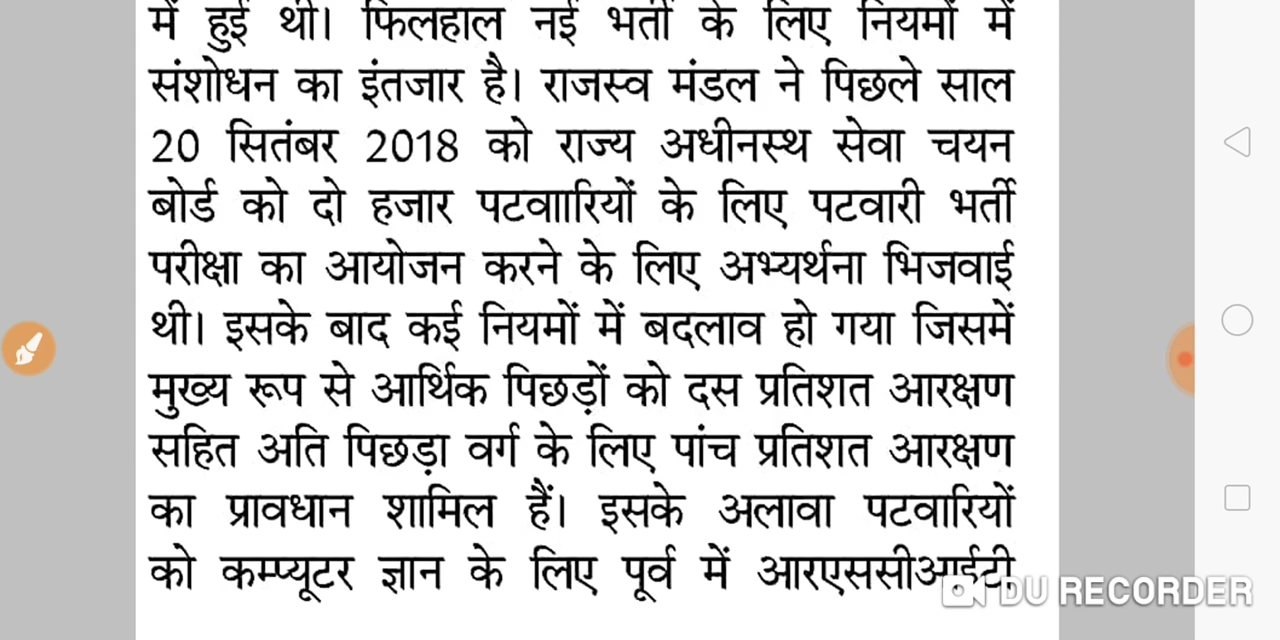 में हुई थी। फिलहाल नई भर्ती के लिए नियमों में
संशोधन का इंतजार है। राजस्व मंडल ने पिछले साल
20 सितंबर 2018 को राज्य अधीनस्थ सेवा चयन
बोर्ड को दो हजार पटवाारियों के लिए पटवारी भर्ती
परीक्षा का आयोजन करने के लिए अभ्यर्थना भिजवाई
थी। इसके बाद कई नियमों में बदलाव हो गया जिसमें
मुख्य रूप से आर्थिक पिछड़ों को दस प्रतिशत आरक्षण
सहित अति पिछड़ा वर्ग के लिए पांच प्रतिशत आरक्षण
का प्रावधान शामिल हैं। इसके अलावा पटवारियों
को कम्प्यूटर ज्ञान के लिए पूर्व में आरएससीआईटी
DU RECORDER